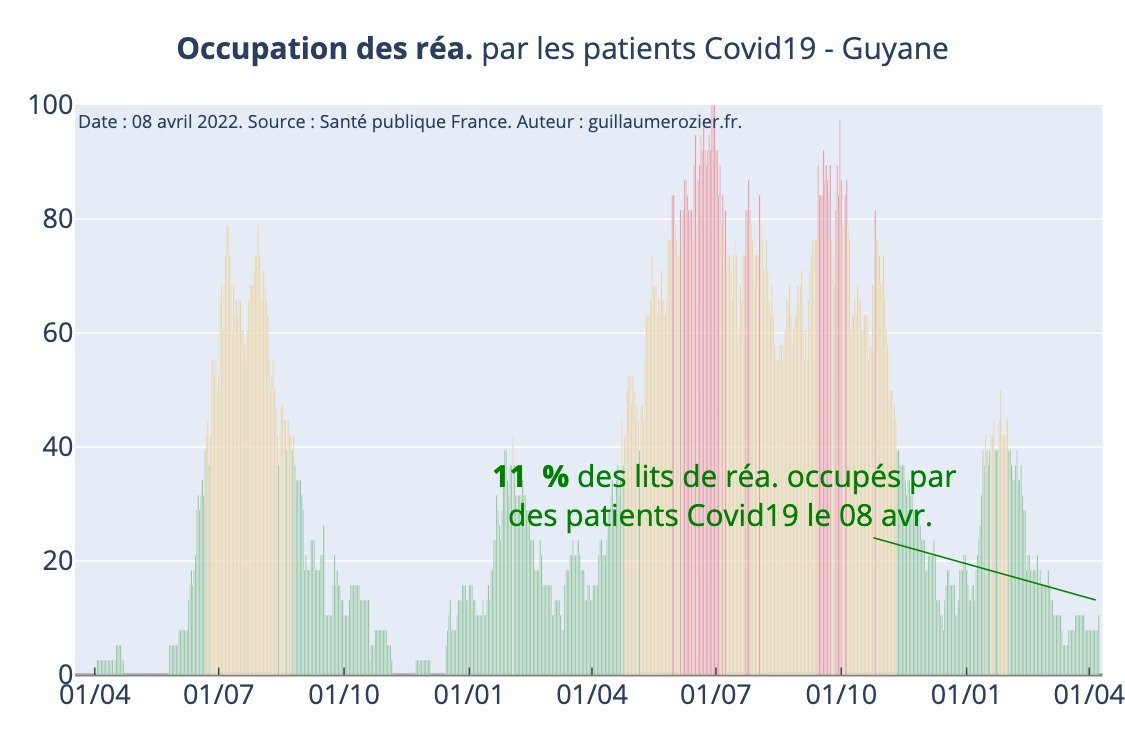 Occupation des réa. par les patients Covid19 - Guyane
100
Date : 08 avril 2022. Source : Santé publique France. Auteur : guillaumerozier.fr.
80
60
40
11 % des lits de réa. occupés par
des patients Covid19 le 08 avr.
20
0
01/04 01/07 01/10 01/01 01/04 01/07 01/10 01/01 01/04